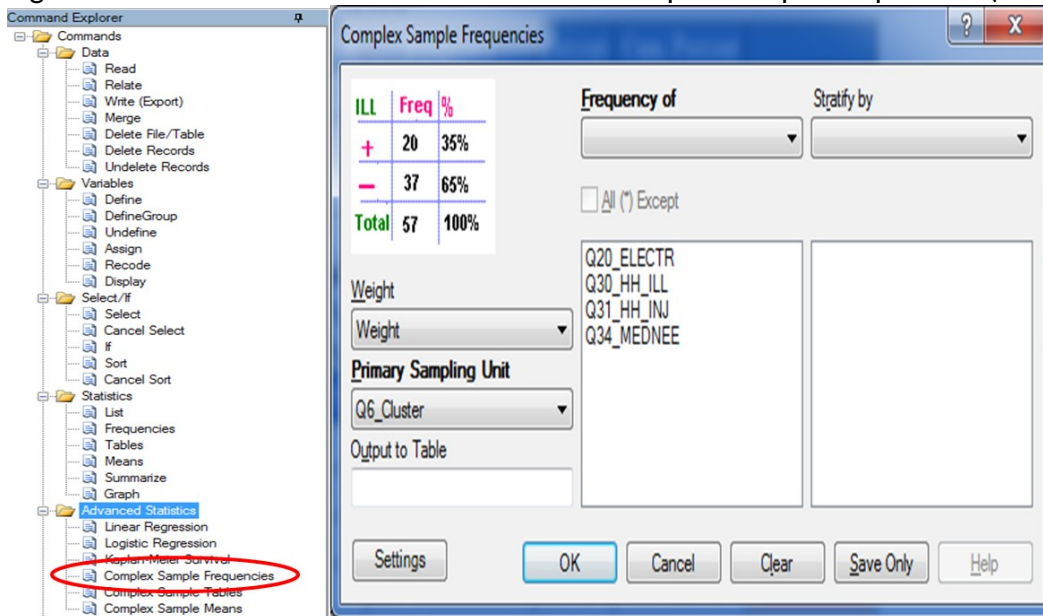 Command Explorer
Commands
Data
Read
Relate
Write (Export)
Merge
Delete File/Table
Delete Records
Undelete Records
Variables
Define
DefineGroup
Undefine
Assign
Recode
Display
Select/If
Select
Cancel Select
If
Sort
Cancel Sort
Statistics
List
Frequencies
Tables
Means
Summarize
Graph
Advanced Statistics
Linear Regression
Logistic Regression
Kaplan-Meier Survival
Complex Sample Frequencies
Complex Sample Tables
Complex Sample Means
Complex Sample Frequencies
ILL Freq %
+ 20 35%
− 37 65%
Total 57 100%
Weight
Weight
Primary Sampling Unit
Q6_Cluster
Output to Table
Frequency of
Stratify by
All (*) Except
Q20_ELECTR
Q30_HH_ILL
Q31_HH_INJ
Q34_MEDNEE
Settings
OK
Cancel
Clear
Save Only
Help